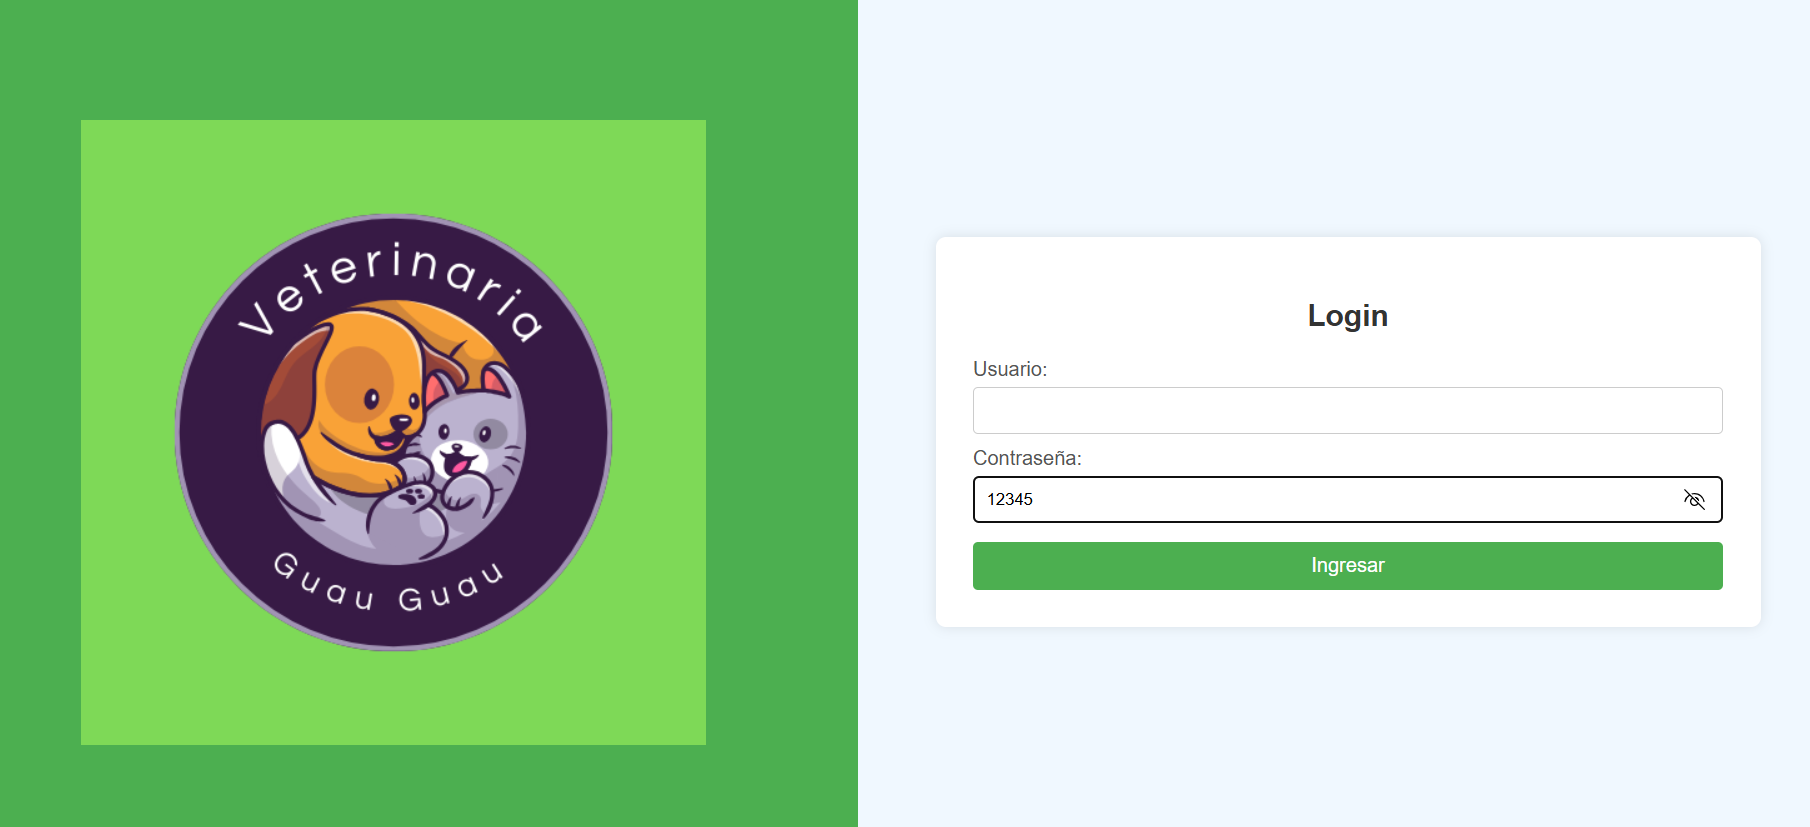 Veterinaria
Guau Guau
Login
Usuario:
Contraseña:
12345
Ingresar